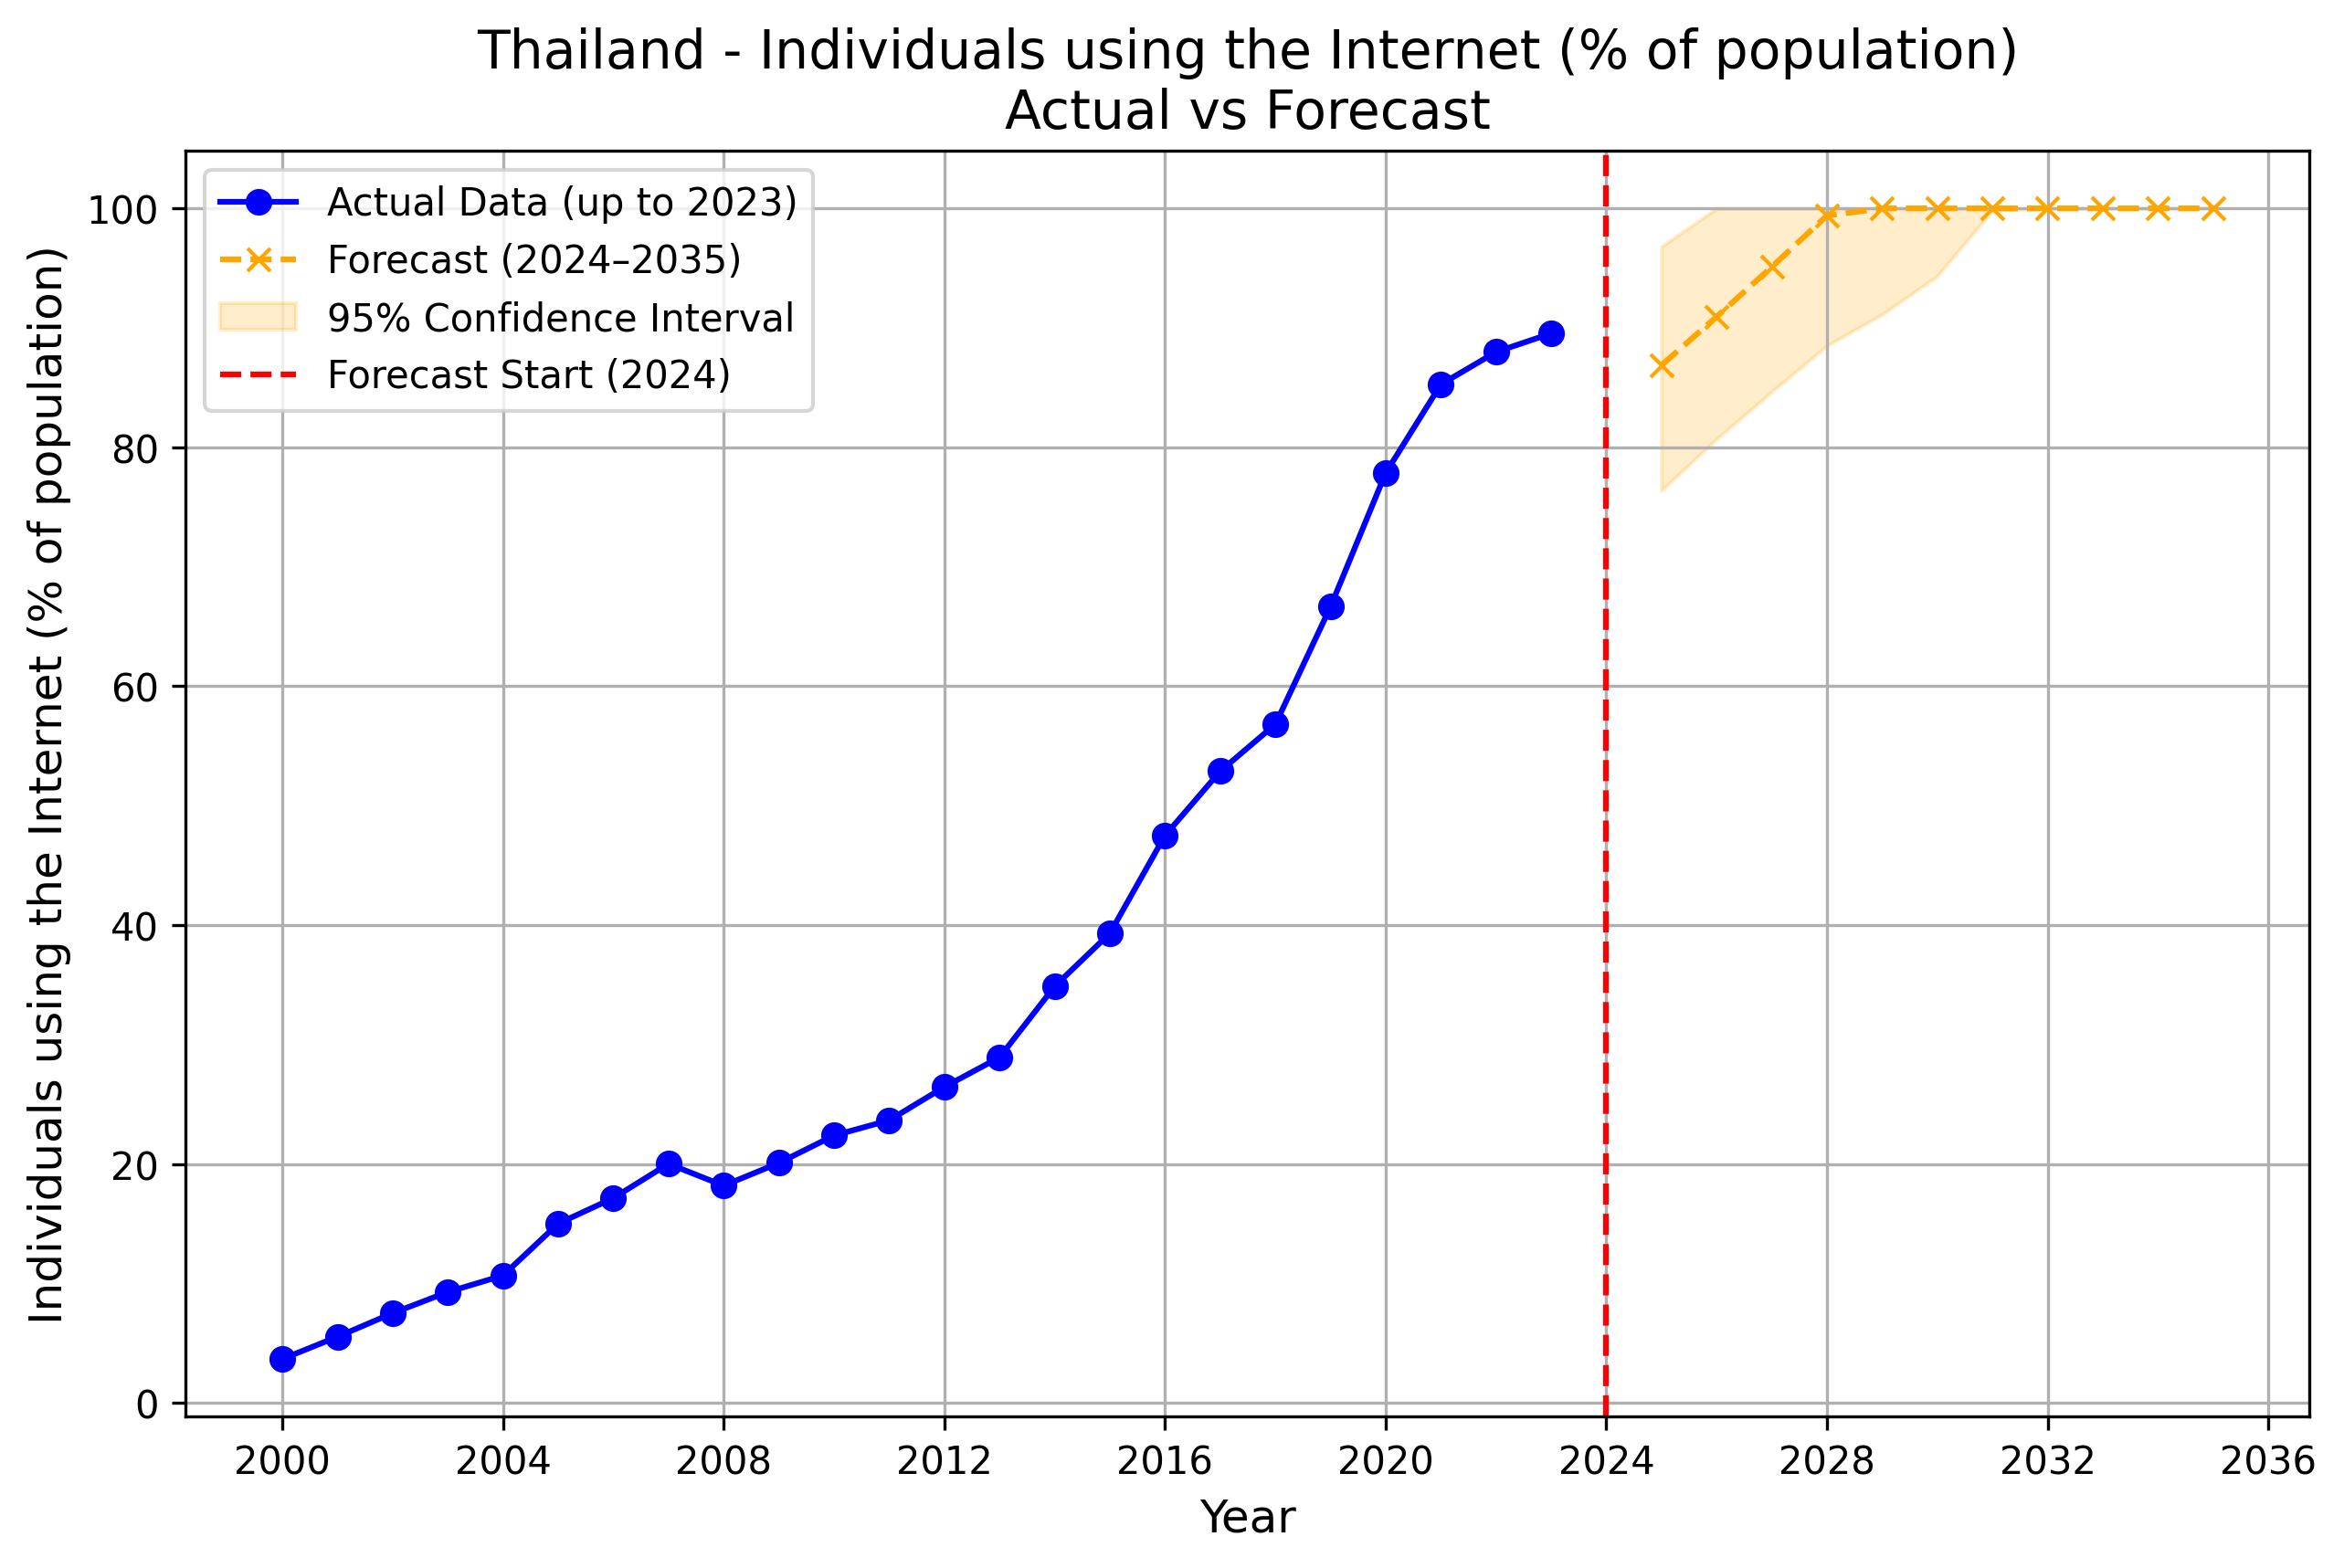 Thailand - Individuals using the Internet (% of population)
Actual vs Forecast
Actual Data (up to 2023)
Forecast (2024–2035)
95% Confidence Interval
Forecast Start (2024)
Individuals using the Internet (% of population)
100
80
60
40
20
0
2000
2004
2008
2012
2016
2020
2024
2028
2032
2036
Year